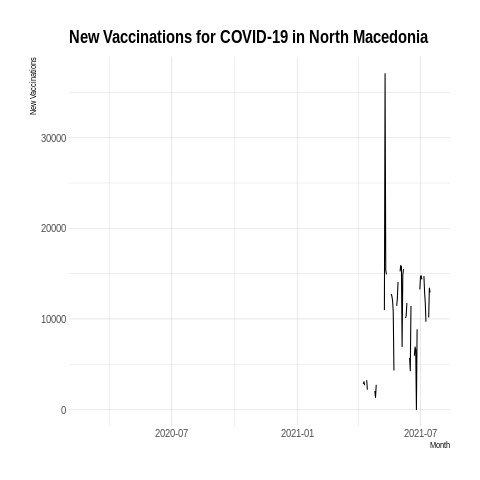 New Vaccinations for COVID-19 in North Macedonia
New Vaccinations
30000
20000
10000
0
2020-07 2021-01 2021-07
Month